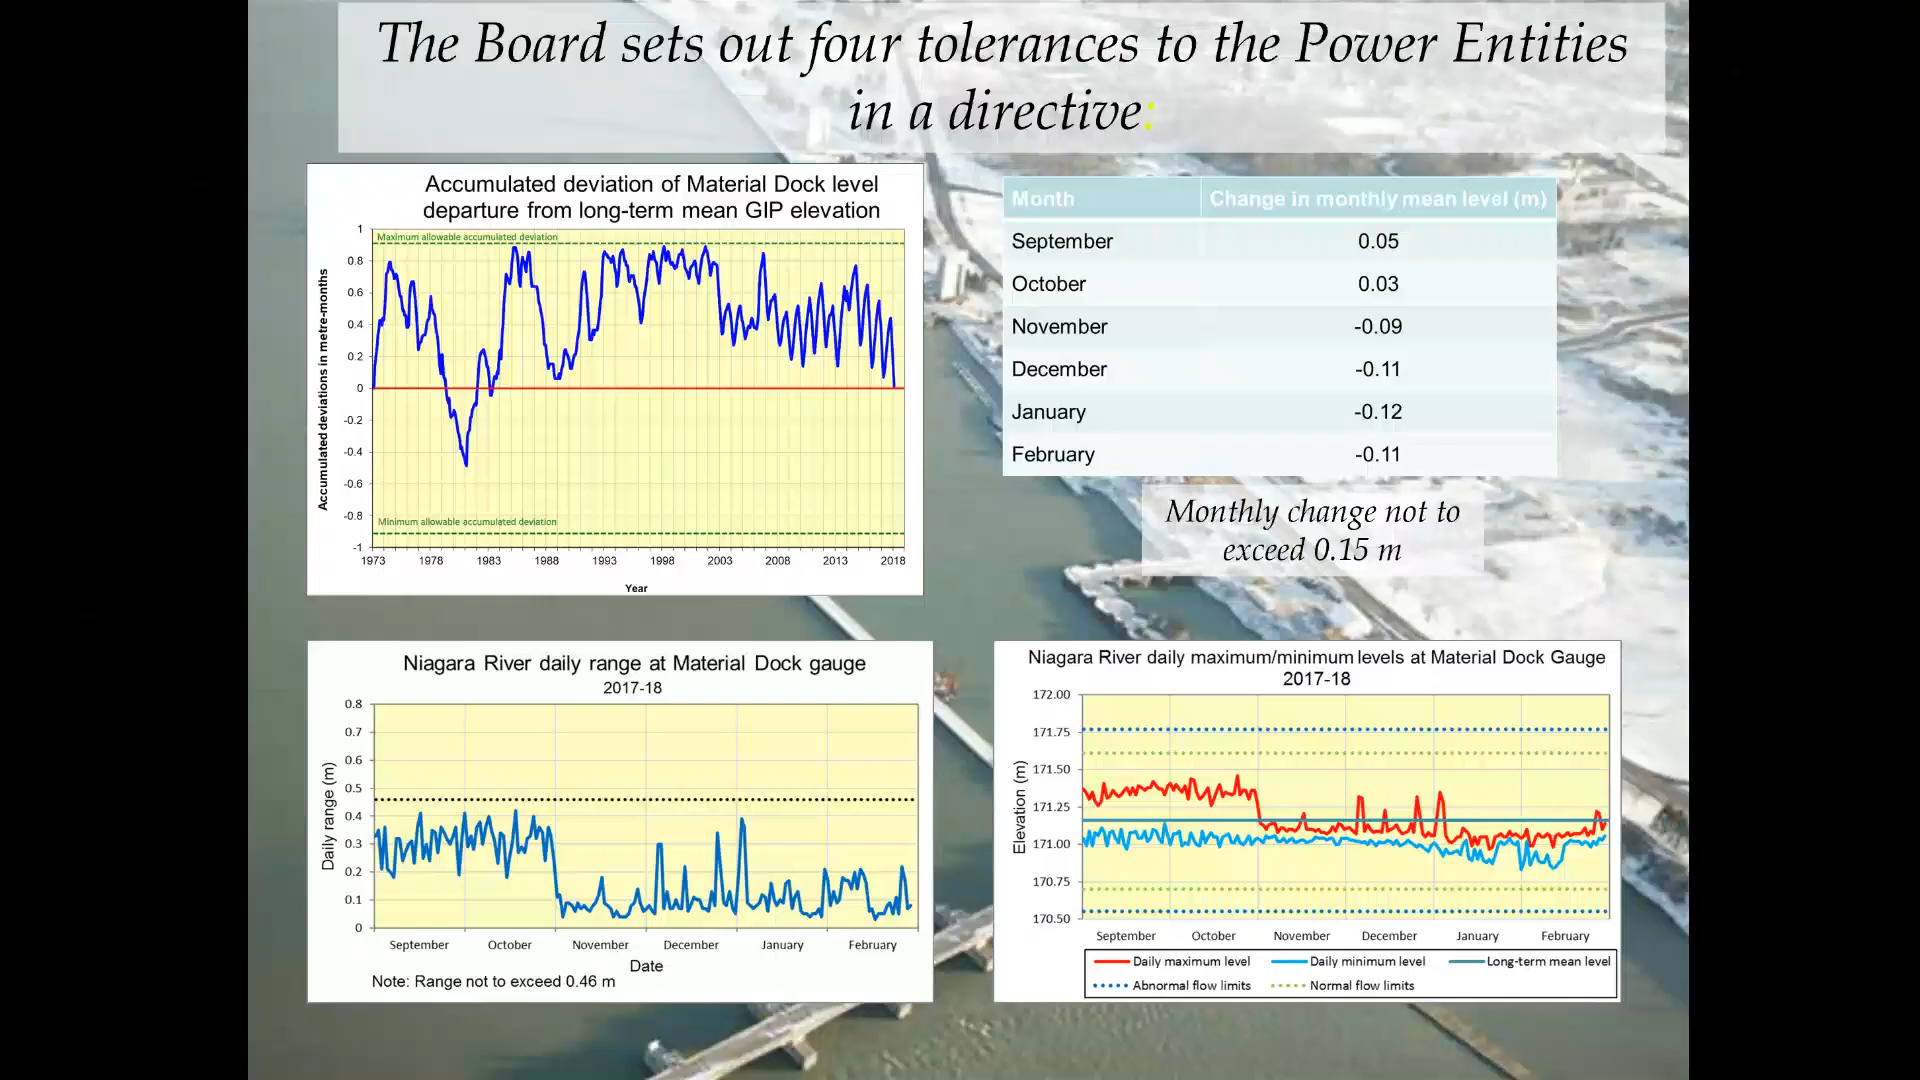 The Board sets out four tolerances to the Power Entities
in a directive:
Accumulated deviation of Material Dock level
departure from long-term mean GIP elevation
Maximum allowable accumulated deviation
1
0.8
0.6
0.4
0.2
0
-0.2
-0.4
-0.6
-0.8
-1
Accumulated deviations in metre-months
Minimum allowable accumulated deviation
1973 1978 1983 1988 1993 1998 2003 2008 2013 2018
Year
Month Change in monthly mean level (m)
September 0.05
October 0.03
November -0.09
December -0.11
January -0.12
February -0.11
Monthly change not to
exceed 0.15 m
Niagara River daily range at Material Dock gauge
2017-18
0.8
0.7
0.6
0.5
0.4
0.3
0.2
0.1
0
Daily range (m)
September October November December January February
Date
Note: Range not to exceed 0.46 m
Niagara River daily maximum/minimum levels at Material Dock Gauge
2017-18
172.00
171.75
171.50
171.25
171.00
170.75
170.50
Elevation (m)
September October November December January February
Daily maximum level Daily minimum level Long-term mean level
Abnormal flow limits Normal flow limits